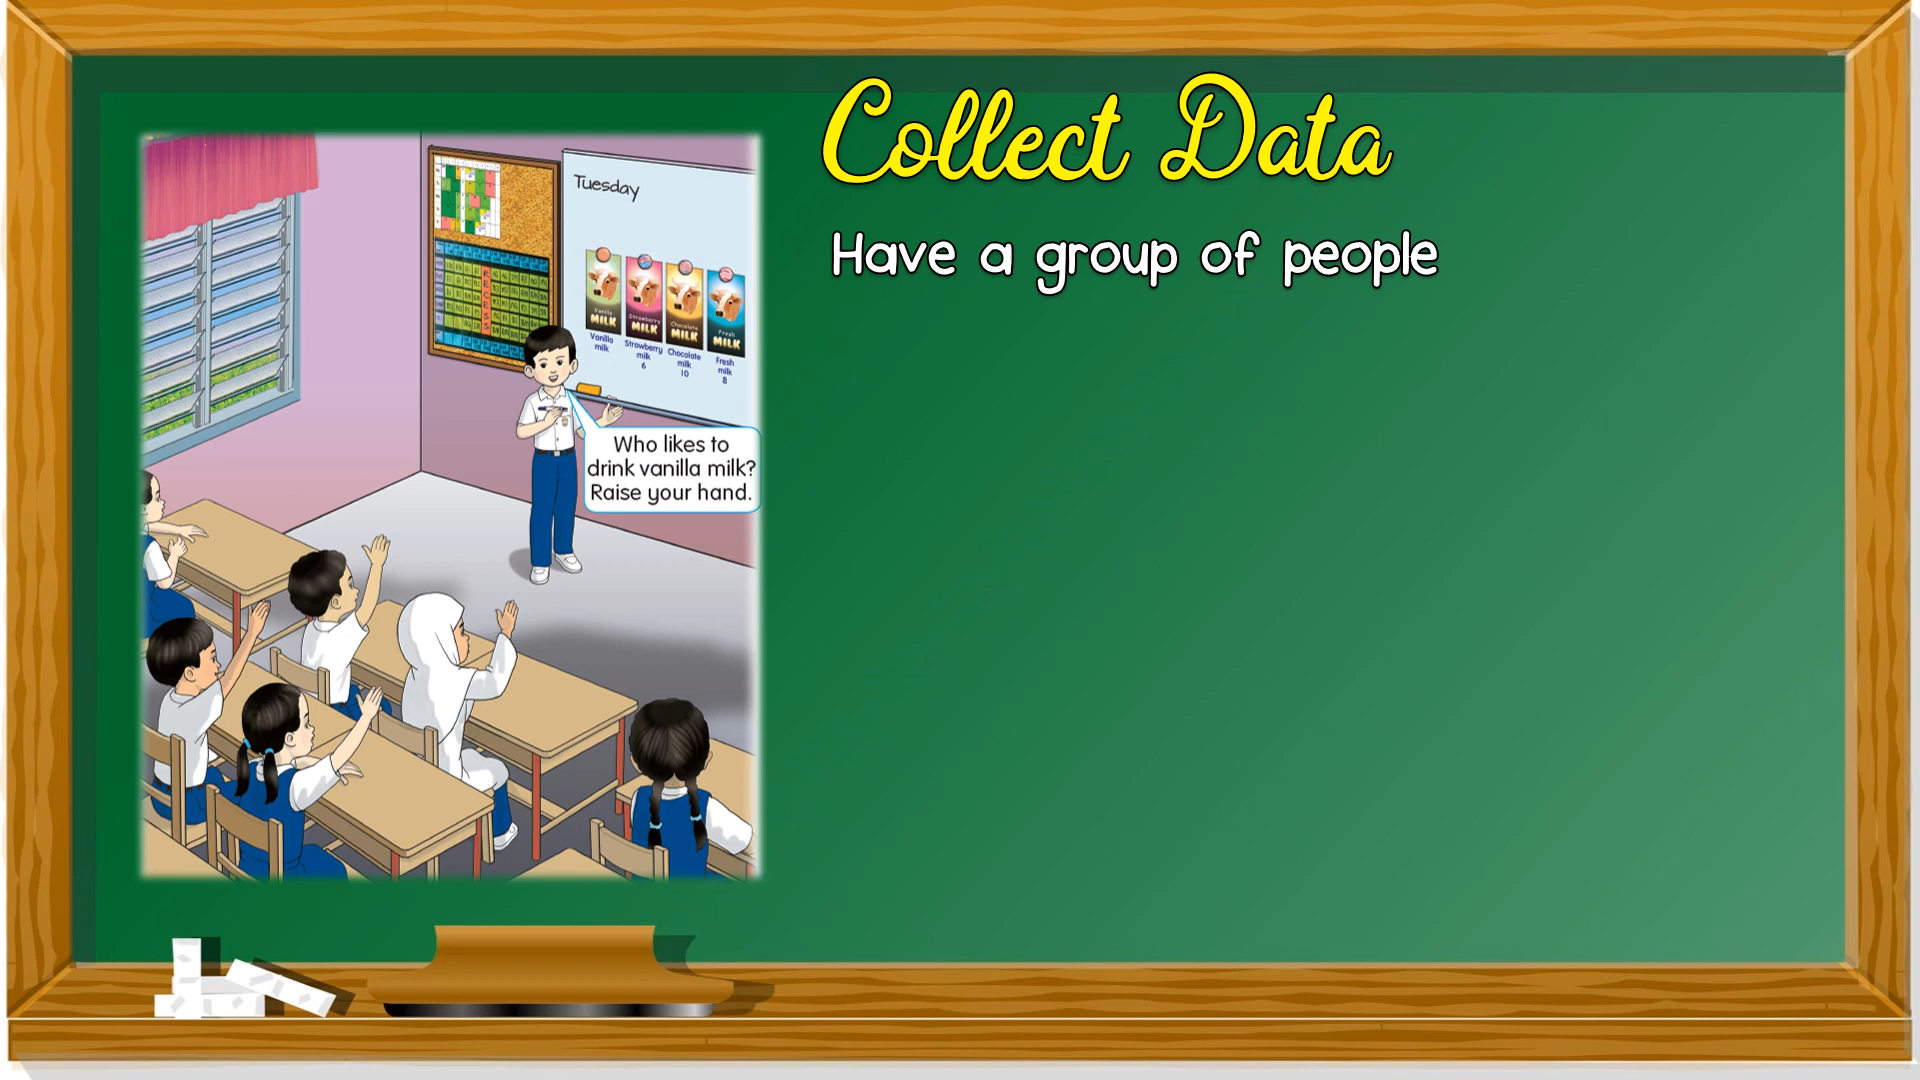 Collect Data
Have a group of people
Tuesday
Vanilla
MILK
Strawberry
MILK
Chocolate
MILK
Fresh
MILK
Vanilla
milk
Strawberry
milk
6
Chocolate
milk
10
Fresh
milk
8
RECESS
Who likes to
drink vanilla milk?
Raise your hand.